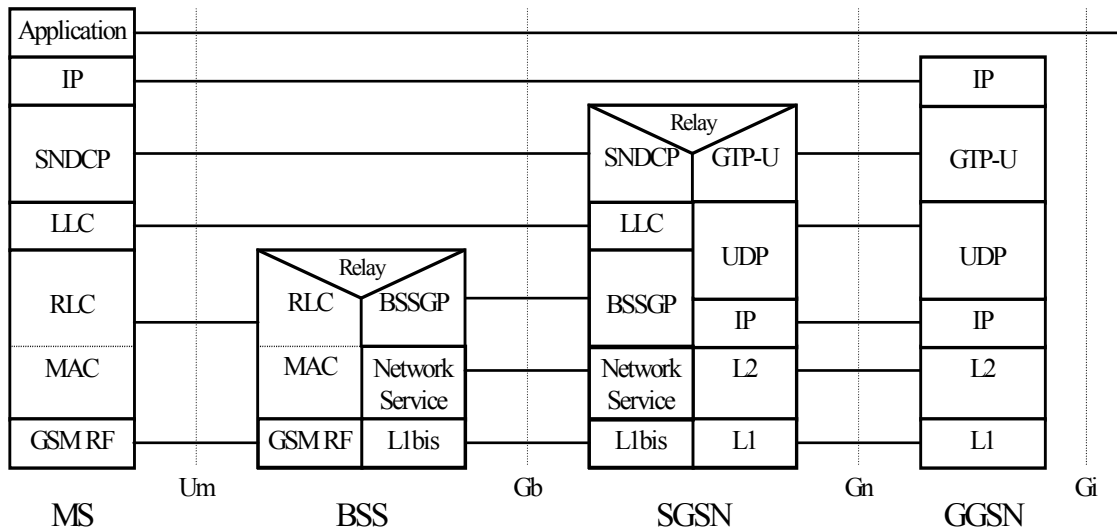 Application
IP
IP
Relay
SNDCP
SNDCP
GTP-U
GTP-U
LLC
LLC
UDP
UDP
Relay
RLC
RLC
BSSGP
BSSGP
IP
IP
MAC
MAC
Network
Service
Network
Service
L2
L2
GSM RF
GSM RF
L1bis
L1bis
L1
L1
Um
Gb
Gn
Gi
MS
BSS
SGSN
GGSN